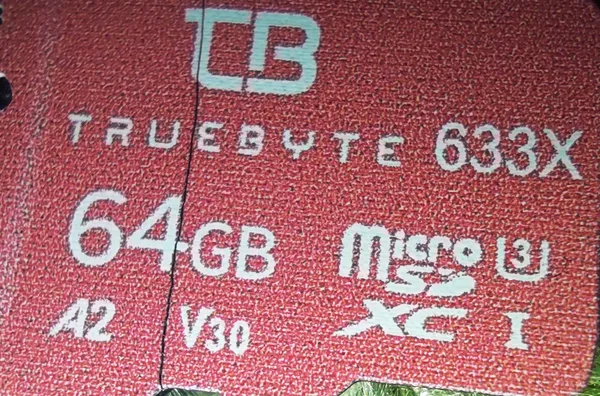 TB
TRUEBYTE 633X
64GB
Micro SD XC I U3
A2 V30